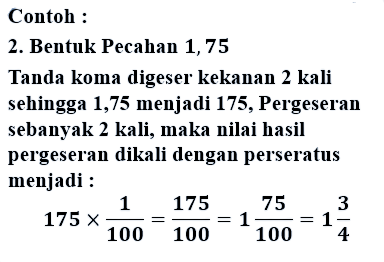 Contoh :
2. Bentuk Pecahan 1, 75
Tanda koma digeser kekanan 2 kali
sehingga 1,75 menjadi 175, Pergeseran
sebanyak 2 kali, maka nilai hasil
pergeseran dikali dengan perseratus
menjadi :
175 × 1/100 = 175/100 = 1 75/100 = 1 3/4